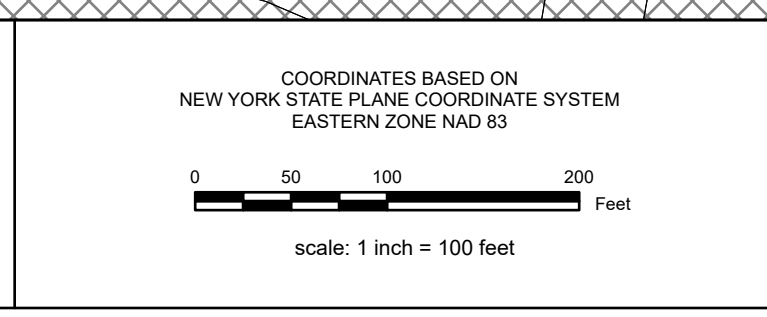 COORDINATES BASED ON
NEW YORK STATE PLANE COORDINATE SYSTEM
EASTERN ZONE NAD 83
0 50 100 200
Feet
scale: 1 inch = 100 feet